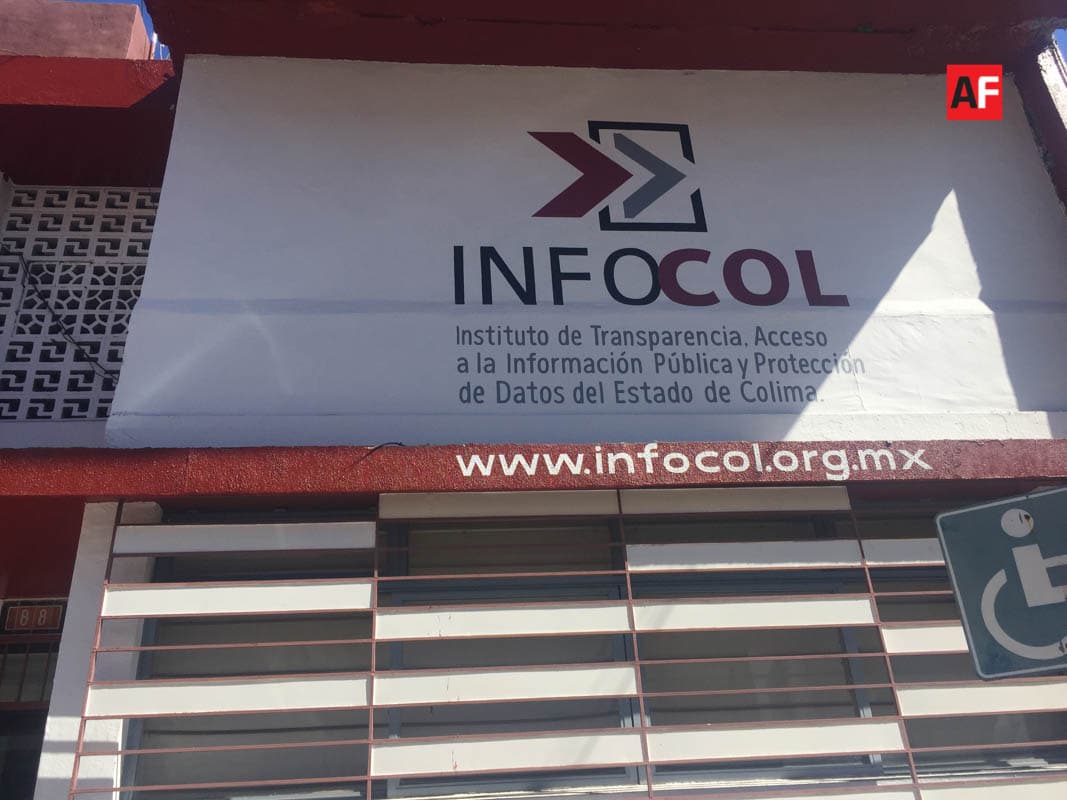 AF
INFOCOL
Instituto de Transparencia, Acceso
a la Información Pública y Protección
de Datos del Estado de Colima.
www.infocol.org.mx
88